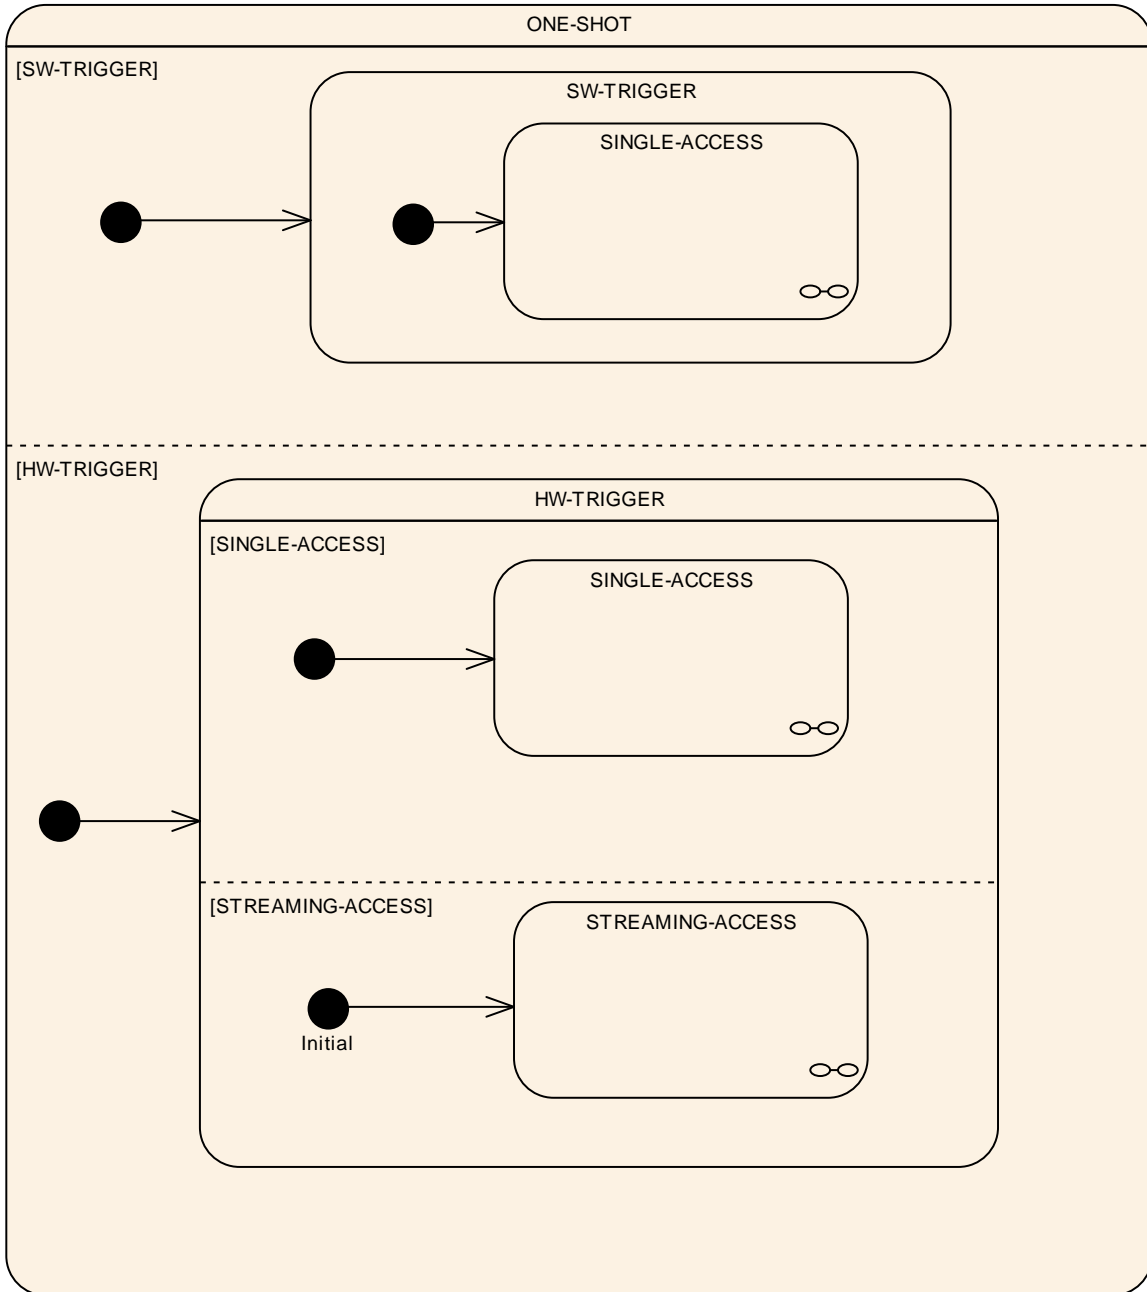 ONE-SHOT
[SW-TRIGGER]
SW-TRIGGER
SINGLE-ACCESS
[HW-TRIGGER]
HW-TRIGGER
[SINGLE-ACCESS]
SINGLE-ACCESS
[STREAMING-ACCESS]
STREAMING-ACCESS
Initial